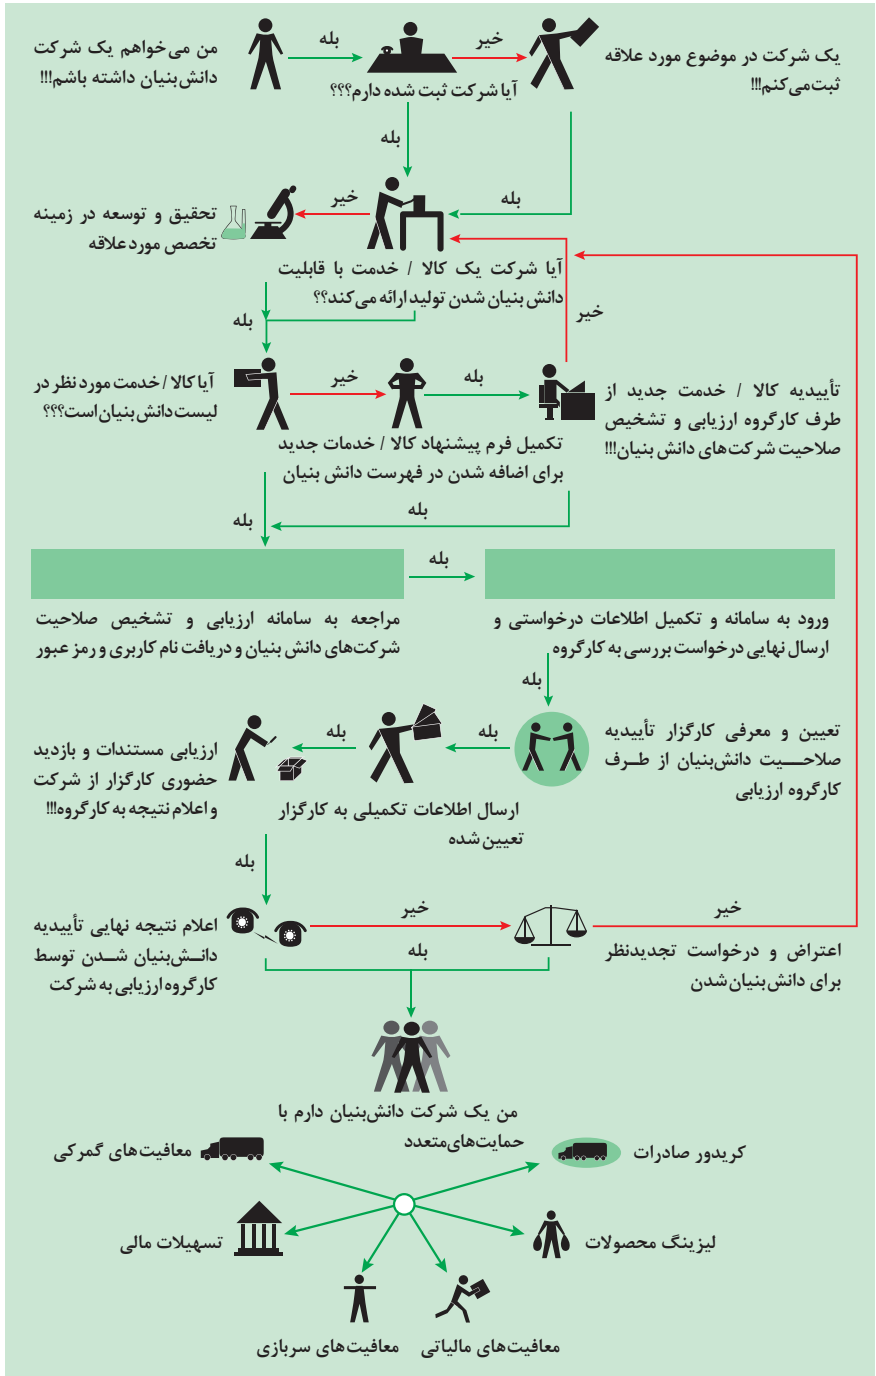 من می‌خواهم یک شرکت
دانش‌بنیان داشته باشم!!!
بله
آیا شرکت ثبت شده دارم؟؟؟
خیر
یک شرکت در موضوع مورد علاقه
ثبت‌می‌کنم!!!
بله
بله
خیر
تحقیق و توسعه در زمینه
تخصص مورد علاقه
آیا شرکت یک کالا / خدمت با قابلیت
دانش‌بنیان شدن تولید ارائه می‌کند؟؟
خیر
بله
آیا کالا / خدمت مورد نظر در
لیست دانش‌بنیان است؟؟؟
خیر
تکمیل فرم پیشنهاد کالا / خدمات جدید
برای اضافه شدن در فهرست دانش بنیان
بله
تأییدیه کالا / خدمت جدید از
طرف کارگروه ارزیابی و تشخیص
صلاحیت شرکت‌های دانش بنیان!!!
بله
بله
بله
مراجعه به سامانه ارزیابی و تشخیص صلاحیت
شرکت‌های دانش بنیان و دریافت نام کاربری و رمز عبور
ورود به سامانه و تکمیل اطلاعات درخواستی و
ارسال نهایی درخواست بررسی به کارگروه
بله
تعیین و معرفی کارگزار تأییدیه
صلاحـــیت دانش‌بنیان از طـرف
کارگروه ارزیابی
بله
ارسال اطلاعات تکمیلی به کارگزار
تعیین شده
بله
ارزیابی مستندات و بازدید
حضوری کارگزار از شرکت
و اعلام نتیجه به کارگروه!!!
بله
اعلام نتیجه نهایی تأییدیه
دانــش‌بنیان شــدن توسط
کارگروه ارزیابی به شرکت
خیر
اعتراض و درخواست تجدیدنظر
برای دانش‌بنیان‌شدن
خیر
بله
من یک شرکت دانش‌بنیان دارم با
حمایت‌های‌متعدد
کریدور صادرات
معافیت‌های گمرکی
لیزینگ محصولات
تسهیلات مالی
معافیت‌های مالیاتی
معافیت‌های سربازی